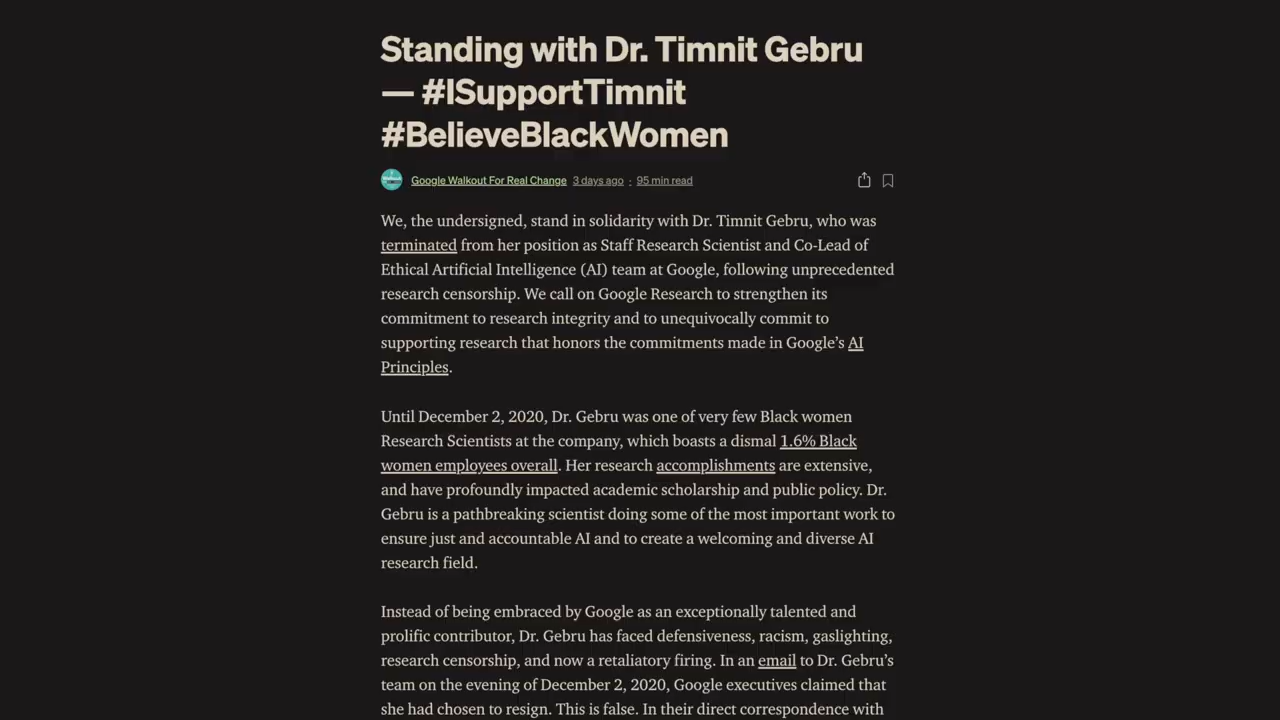 Standing with Dr. Timnit Gebru
— #ISupportTimnit
#BelieveBlackWomen
Google Walkout For Real Change 3 days ago · 95 min read
We, the undersigned, stand in solidarity with Dr. Timnit Gebru, who was
terminated from her position as Staff Research Scientist and Co-Lead of
Ethical Artificial Intelligence (AI) team at Google, following unprecedented
research censorship. We call on Google Research to strengthen its
commitment to research integrity and to unequivocally commit to
supporting research that honors the commitments made in Google’s AI
Principles.
Until December 2, 2020, Dr. Gebru was one of very few Black women
Research Scientists at the company, which boasts a dismal 1.6% Black
women employees overall. Her research accomplishments are extensive,
and have profoundly impacted academic scholarship and public policy. Dr.
Gebru is a pathbreaking scientist doing some of the most important work to
ensure just and accountable AI and to create a welcoming and diverse AI
research field.
Instead of being embraced by Google as an exceptionally talented and
prolific contributor, Dr. Gebru has faced defensiveness, racism, gaslighting,
research censorship, and now a retaliatory firing. In an email to Dr. Gebru’s
team on the evening of December 2, 2020, Google executives claimed that
she had chosen to resign. This is false. In their direct correspondence with